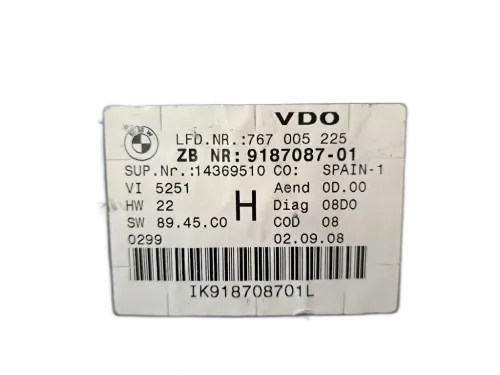 VDO
BMW
LFD.NR.:767 005 225
ZB NR: 9187087-01
SUP.Nr.:14369510 CO: SPAIN-1
VI 5251 Aend 0D.00
HW 22 H Diag 08D0
SW 89.45.C0 COD 08
0299 02.09.08
IK918708701L